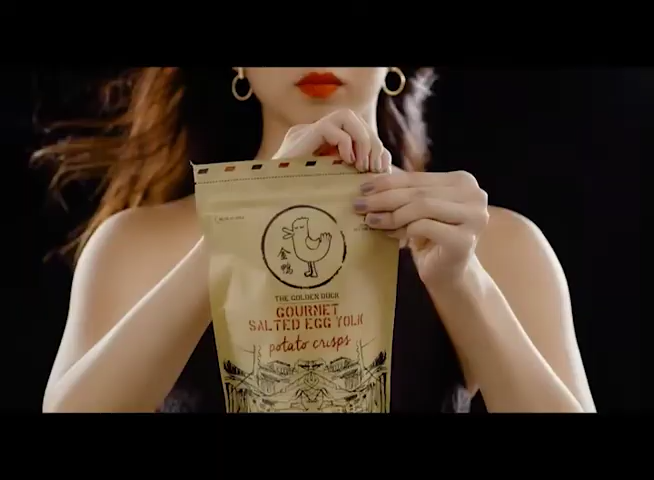 金
鴨
THE GOLDEN DUCK
GOURMET
SALTED EGG YOLK
potato crisps